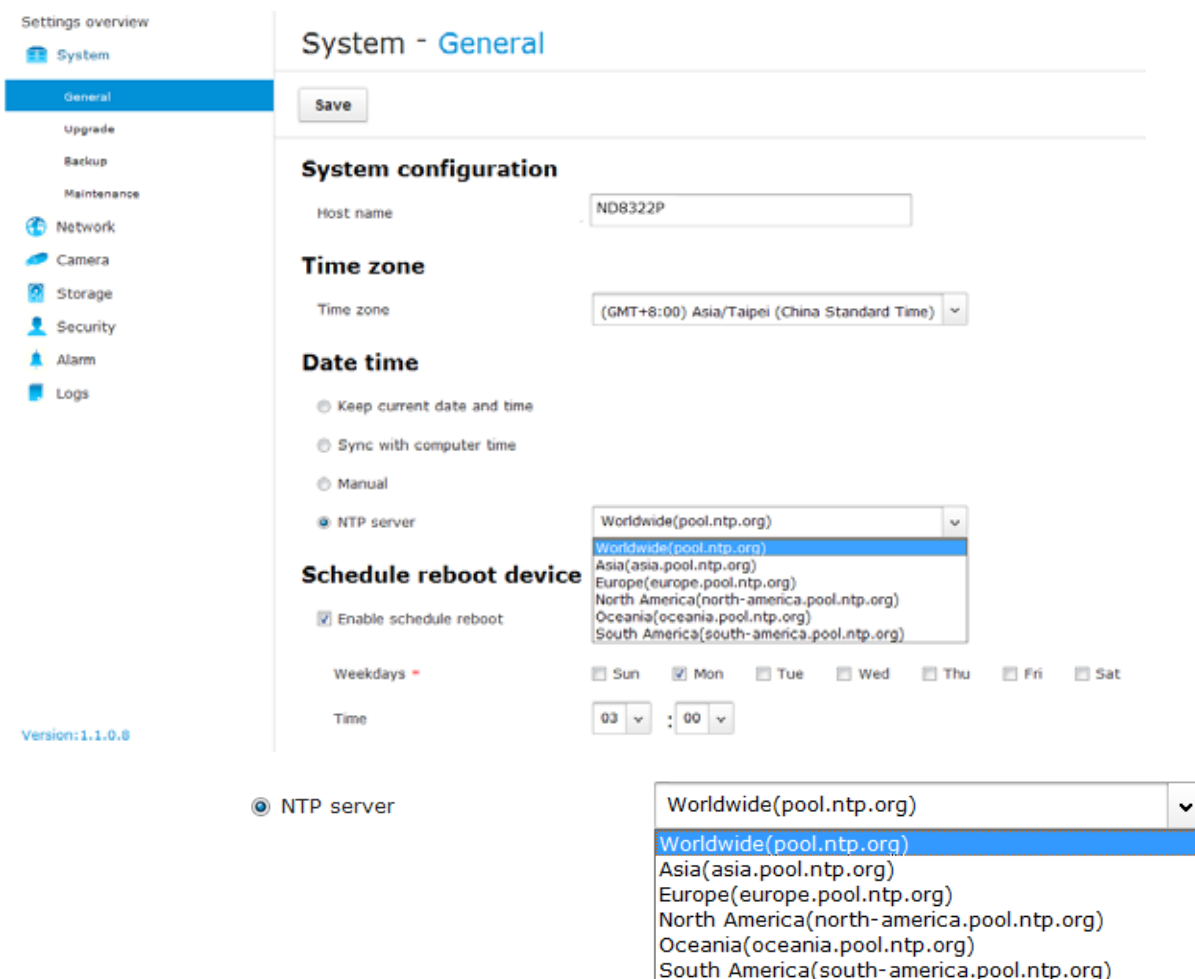 Settings overview
System
General
Upgrade
Backup
Maintenance
Network
Camera
Storage
Security
Alarm
Logs
Version:1.1.0.8
System - General
Save
System configuration
Host name ND8322P
Time zone
Time zone (GMT+8:00) Asia/Taipei (China Standard Time)
Date time
Keep current date and time
Sync with computer time
Manual
NTP server Worldwide(pool.ntp.org)
Worldwide(pool.ntp.org)
Asia(asia.pool.ntp.org)
Europe(europe.pool.ntp.org)
North America(north-america.pool.ntp.org)
Oceania(oceania.pool.ntp.org)
South America(south-america.pool.ntp.org)
Schedule reboot device
Enable schedule reboot
Weekdays * Sun Mon Tue Wed Thu Fri Sat
Time 03 : 00
NTP server Worldwide(pool.ntp.org)
Worldwide(pool.ntp.org)
Asia(asia.pool.ntp.org)
Europe(europe.pool.ntp.org)
North America(north-america.pool.ntp.org)
Oceania(oceania.pool.ntp.org)
South America(south-america.pool.ntp.org)